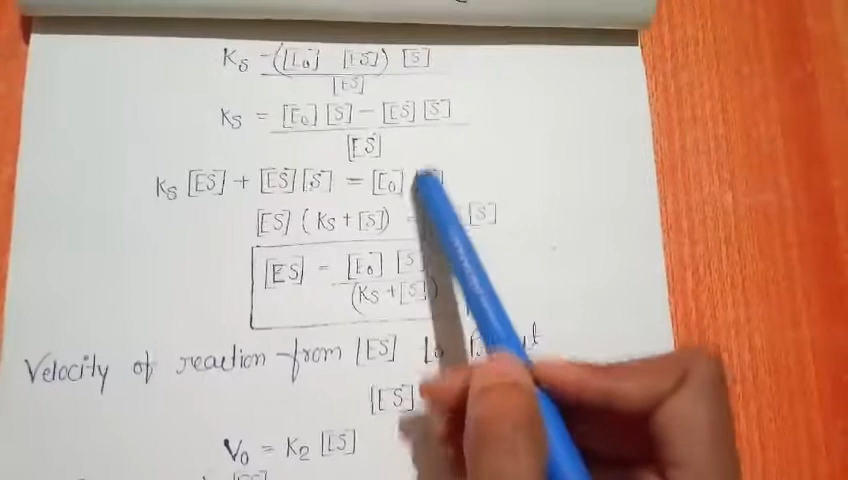 Ks = ([E₀] [ES]) [S]
[ES]
Ks = [E₀] [S] - [ES] [S]
[ES]
Ks [ES] + [ES] [S] = [E₀]
[ES] (Ks + [S]) = [S]
[ES] = [E₀] [S]
(Ks + [S])
Velocity of reaction from [ES] to
[ES]
V₀ = K₂ [ES]